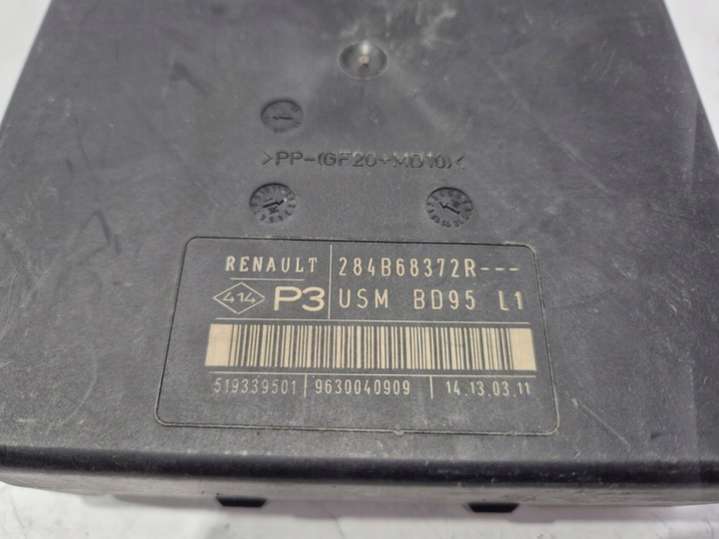 >PP-(GF20+MD10)<
RENAULT 284B68372R---
414 P3 USM BD95 L1
519339501 9630040909 14.13.03.11